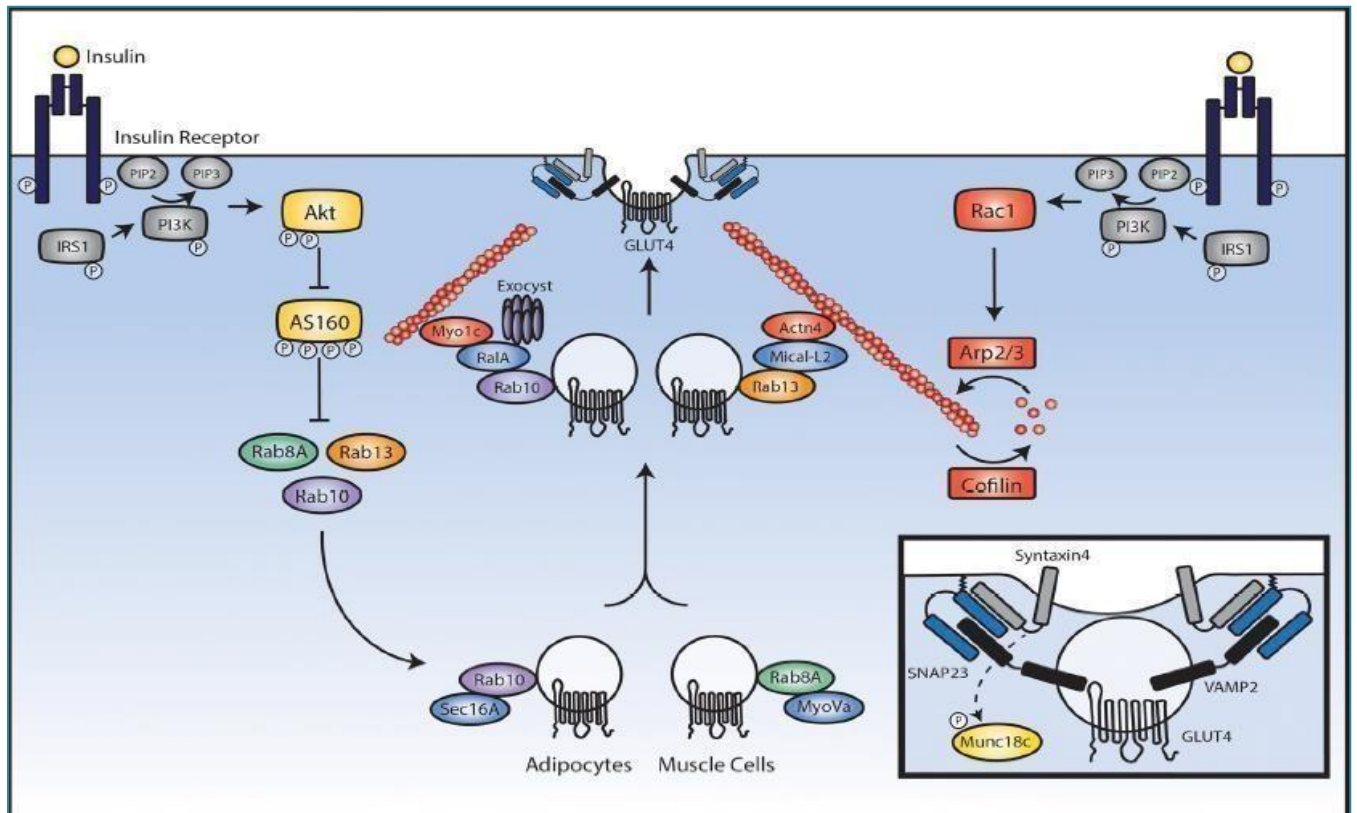 Insulin
Insulin Receptor
P
P
PIP2
PIP3
PI3K
P
IRS1
P
Akt
P P
AS160
P P P P
Rab8A
Rab13
Rab10
GLUT4
Exocyst
Myo1c
RalA
Rab10
Actn4
Mical-L2
Rab13
Rab10
Sec16A
Rab8A
MyoVa
Adipocytes
Muscle Cells
P
P
PIP3
PIP2
PI3K
P
IRS1
P
Rac1
Arp2/3
Cofilin
Syntaxin4
SNAP23
VAMP2
P
Munc18c
GLUT4